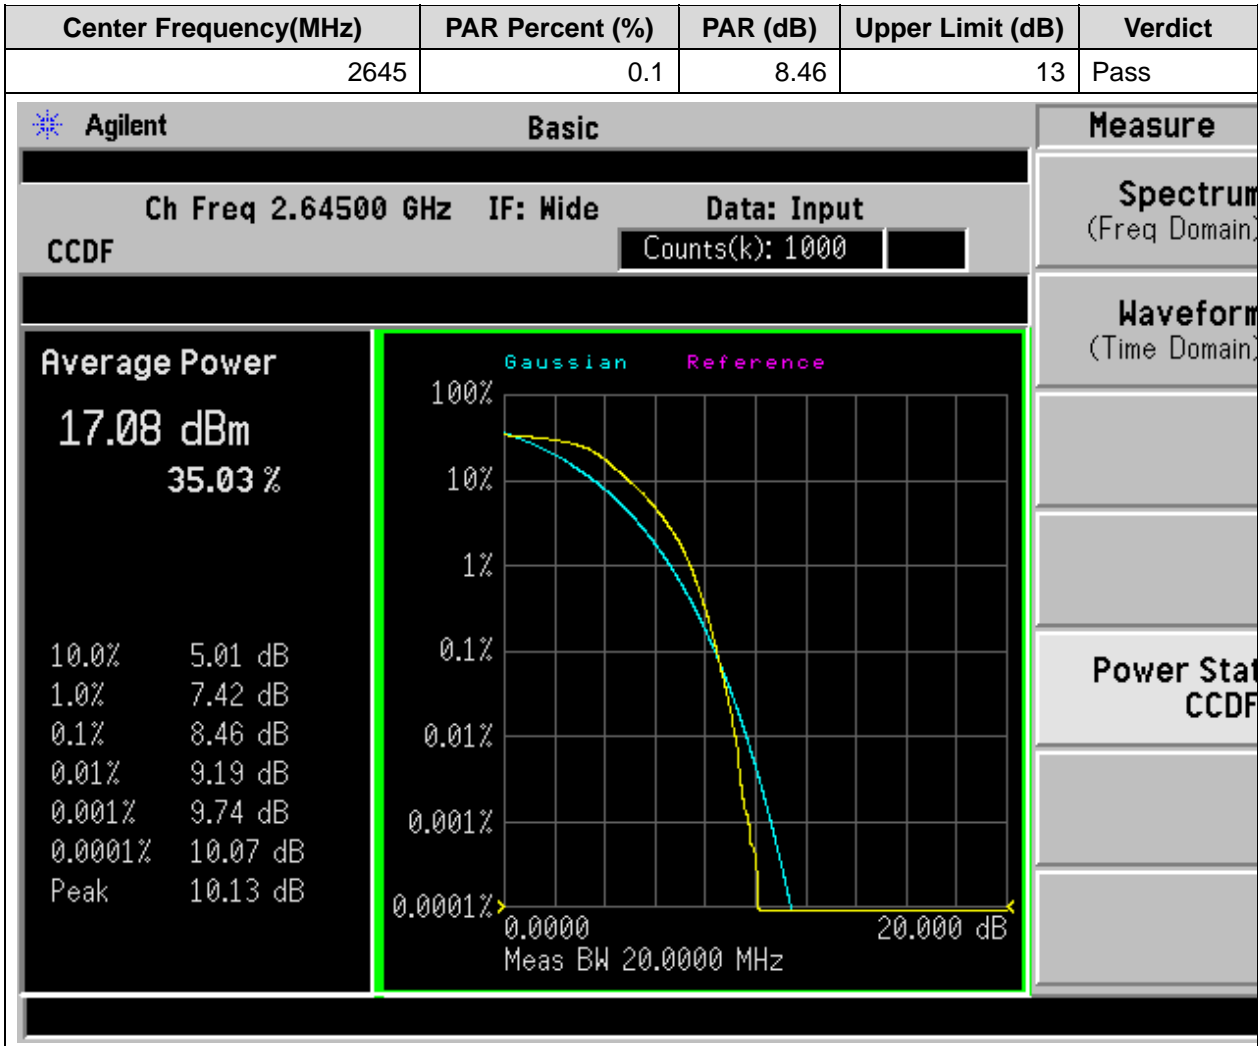 Center Frequency(MHz) PAR Percent (%) PAR (dB) Upper Limit (dB) Verdict
2645 0.1 8.46 13 Pass
Agilent Basic Measure
Ch Freq 2.64500 GHz IF: Wide Data: Input
CCDF Counts(k): 1000
Spectrum
(Freq Domain)
Waveform
(Time Domain)
Power Stat
CCDF
Average Power
17.08 dBm
35.03 %
10.0% 5.01 dB
1.0% 7.42 dB
0.1% 8.46 dB
0.01% 9.19 dB
0.001% 9.74 dB
0.0001% 10.07 dB
Peak 10.13 dB
Gaussian Reference
100%
10%
1%
0.1%
0.01%
0.001%
0.0001%
0.0000 20.000 dB
Meas BW 20.0000 MHz